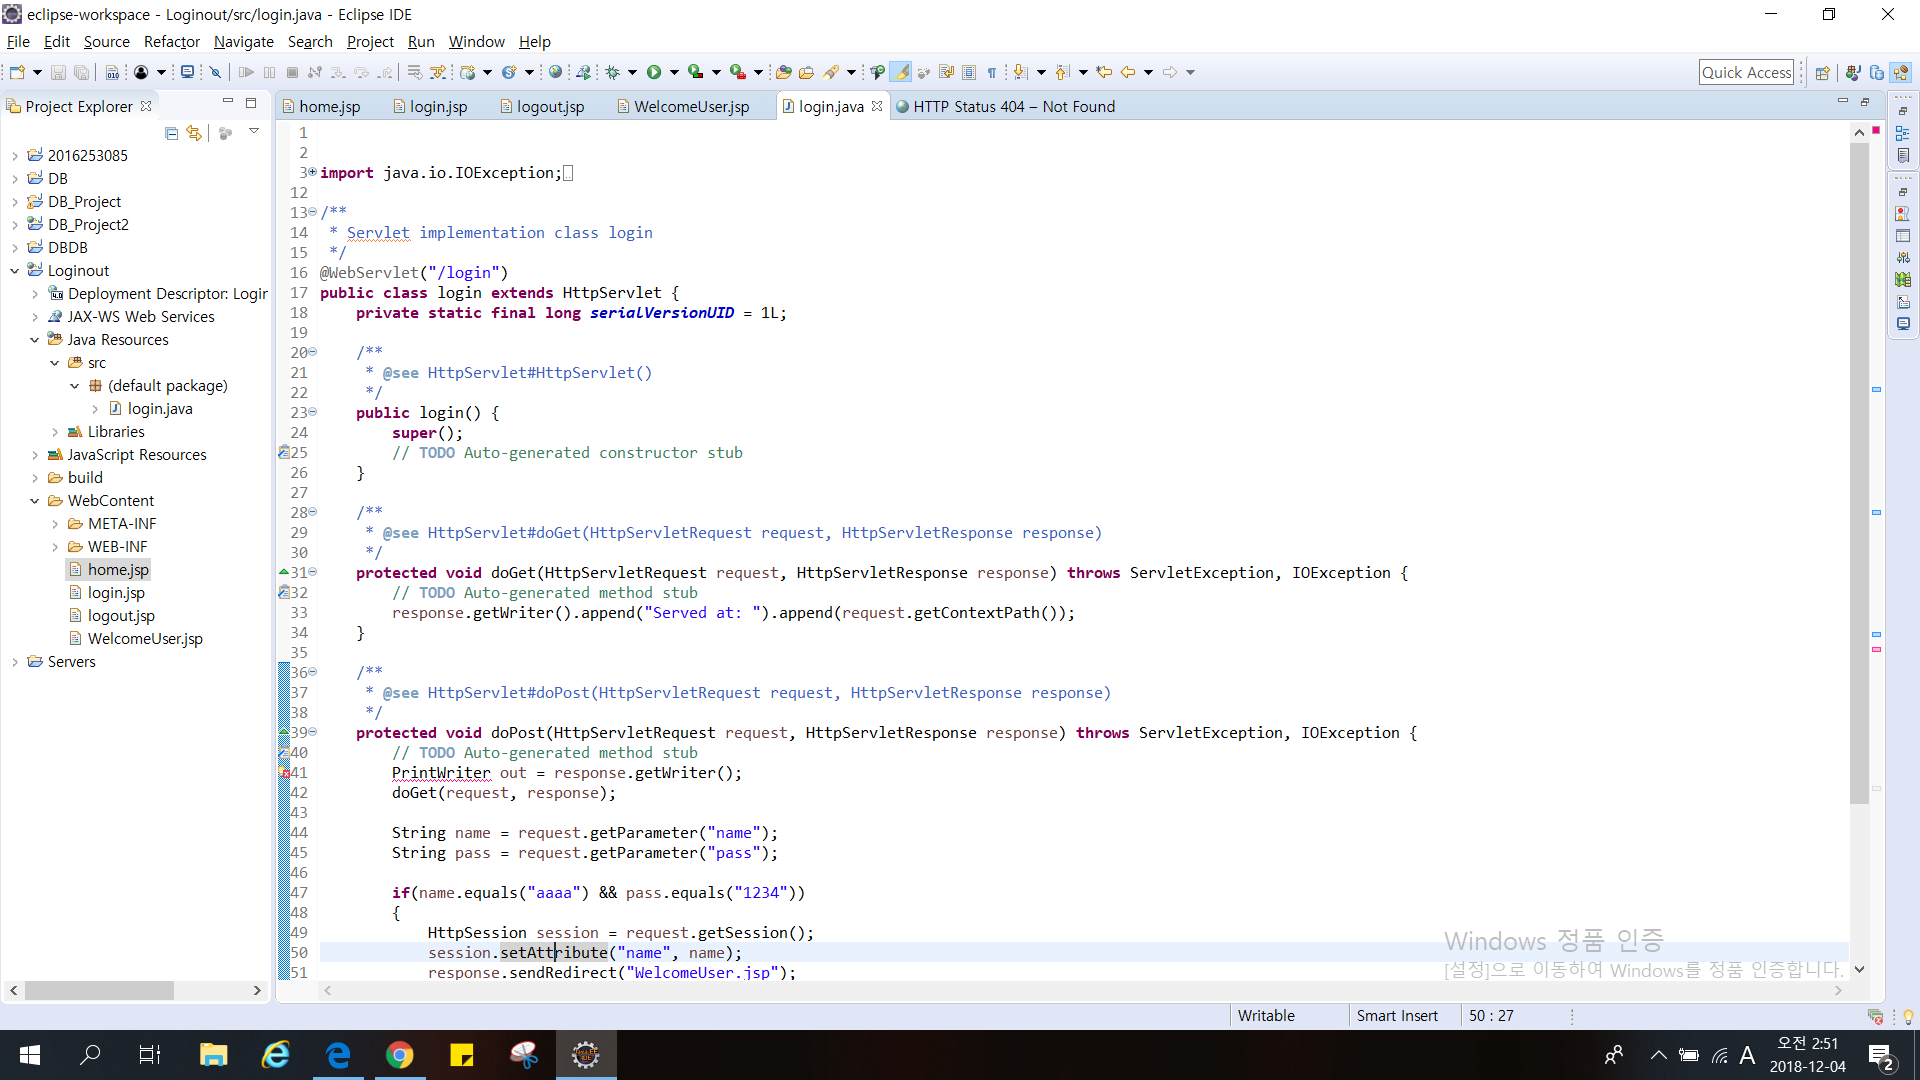 eclipse-workspace - Loginout/src/login.java - Eclipse IDE
File Edit Source Refactor Navigate Search Project Run Window Help
Quick Access
Project Explorer
home.jsp login.jsp logout.jsp WelcomeUser.jsp login.java HTTP Status 404 – Not Found
2016253085
DB
DB_Project
DB_Project2
DBDB
Loginout
Deployment Descriptor: Login
JAX-WS Web Services
Java Resources
src
(default package)
login.java
Libraries
JavaScript Resources
build
WebContent
META-INF
WEB-INF
home.jsp
login.jsp
logout.jsp
WelcomeUser.jsp
Servers
1
2
3 import java.io.IOException;
12
13 /**
14 * Servlet implementation class login
15 */
16 @WebServlet("/login")
17 public class login extends HttpServlet {
18 private static final long serialVersionUID = 1L;
19
20 /**
21 * @see HttpServlet#HttpServlet()
22 */
23 public login() {
24 super();
25 // TODO Auto-generated constructor stub
26 }
27
28 /**
29 * @see HttpServlet#doGet(HttpServletRequest request, HttpServletResponse response)
30 */
31 protected void doGet(HttpServletRequest request, HttpServletResponse response) throws ServletException, IOException {
32 // TODO Auto-generated method stub
33 response.getWriter().append("Served at: ").append(request.getContextPath());
34 }
35
36 /**
37 * @see HttpServlet#doPost(HttpServletRequest request, HttpServletResponse response)
38 */
39 protected void doPost(HttpServletRequest request, HttpServletResponse response) throws ServletException, IOException {
40 // TODO Auto-generated method stub
41 PrintWriter out = response.getWriter();
42 doGet(request, response);
43
44 String name = request.getParameter("name");
45 String pass = request.getParameter("pass");
46
47 if(name.equals("aaaa") && pass.equals("1234"))
48 {
49 HttpSession session = request.getSession();
50 session.setAttribute("name", name);
51 response.sendRedirect("WelcomeUser.jsp");
Windows 정품 인증
[설정]으로 이동하여 Windows를 정품 인증합니다.
Writable Smart Insert 50 : 27
A
오전 2:51
2018-12-04
2